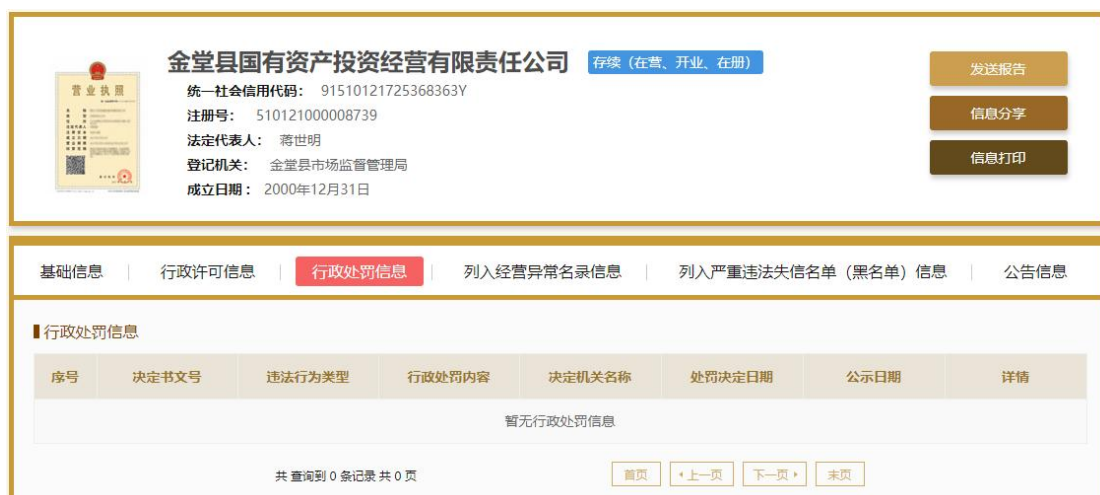 金堂县国有资产投资经营有限责任公司 存续（在营、开业、在册）
发送报告
营业执照
统一社会信用代码： 91510121725368363Y
注册号： 510121000008739
信息分享
法定代表人： 蒋世明
登记机关： 金堂县市场监督管理局
信息打印
成立日期： 2000年12月31日
基础信息 行政许可信息 行政处罚信息 列入经营异常名录信息 列入严重违法失信名单（黑名单）信息 公告信息
行政处罚信息
序号 决定书文号 违法行为类型 行政处罚内容 决定机关名称 处罚决定日期 公示日期 详情
暂无行政处罚信息
共 查询到 0 条记录 共 0 页 首页 上一页 下一页 末页